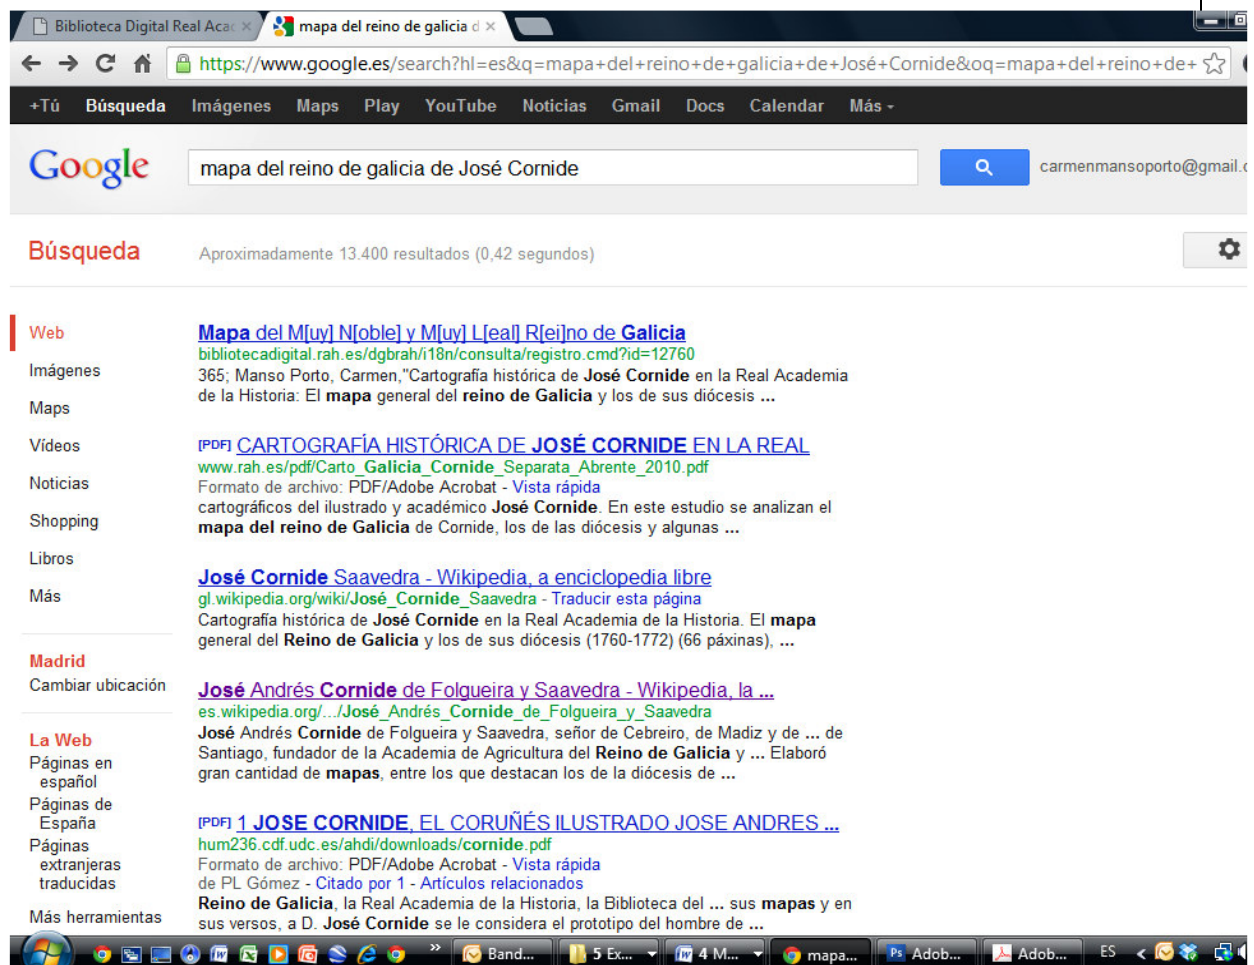 Biblioteca Digital Real Acac
mapa del reino de galicia d
https://www.google.es/search?hl=es&q=mapa+del+reino+de+galicia+de+José+Cornide&oq=mapa+del+reino+de+
+Tú Búsqueda Imágenes Maps Play YouTube Noticias Gmail Docs Calendar Más
Google
mapa del reino de galicia de José Cornide
carmenmansoporto@gmail.c
Búsqueda
Aproximadamente 13.400 resultados (0,42 segundos)
Web
Imágenes
Maps
Vídeos
Noticias
Shopping
Libros
Más
Madrid
Cambiar ubicación
La Web
Páginas en
español
Páginas de
España
Páginas
extranjeras
traducidas
Más herramientas
Mapa del M[uy] N[oble] y M[uy] L[eal] R[ei]no de Galicia
bibliotecadigital.rah.es/dgbrah/i18n/consulta/registro.cmd?id=12760
365; Manso Porto, Carmen,"Cartografía histórica de José Cornide en la Real Academia
de la Historia: El mapa general del reino de Galicia y los de sus diócesis ...
[PDF] CARTOGRAFÍA HISTÓRICA DE JOSÉ CORNIDE EN LA REAL
www.rah.es/pdf/Carto_Galicia_Cornide_Separata_Abrente_2010.pdf
Formato de archivo: PDF/Adobe Acrobat - Vista rápida
cartográficos del ilustrado y académico José Cornide. En este estudio se analizan el
mapa del reino de Galicia de Cornide, los de las diócesis y algunas ...
José Cornide Saavedra - Wikipedia, a enciclopedia libre
gl.wikipedia.org/wiki/José_Cornide_Saavedra - Traducir esta página
Cartografía histórica de José Cornide en la Real Academia de la Historia. El mapa
general del Reino de Galicia y los de sus diócesis (1760-1772) (66 páxinas), ...
José Andrés Cornide de Folgueira y Saavedra - Wikipedia, la ...
es.wikipedia.org/.../José_Andrés_Cornide_de_Folgueira_y_Saavedra
José Andrés Cornide de Folgueira y Saavedra, señor de Cebreiro, de Madiz y de ... de
Santiago, fundador de la Academia de Agricultura del Reino de Galicia y ... Elaboró
gran cantidad de mapas, entre los que destacan los de la diócesis de ...
[PDF] 1 JOSE CORNIDE, EL CORUÑÉS ILUSTRADO JOSE ANDRES ...
hum236.cdf.udc.es/ahdi/downloads/cornide.pdf
Formato de archivo: PDF/Adobe Acrobat - Vista rápida
de PL Gómez - Citado por 1 - Artículos relacionados
Reino de Galicia, la Real Academia de la Historia, la Biblioteca del ... sus mapas y en
sus versos, a D. José Cornide se le considera el prototipo del hombre de ...
Band... 5 Ex... 4 M... mapa... Ps Adob... Adob... ES